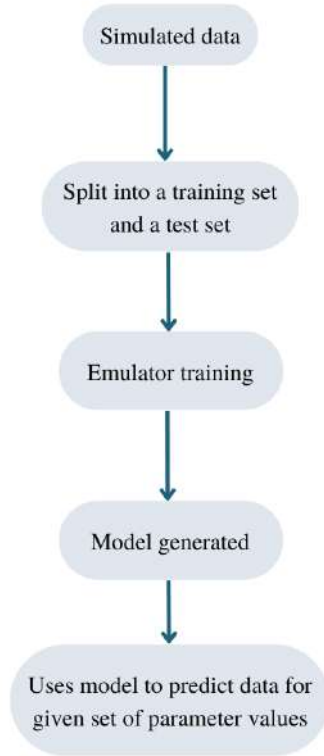 Simulated data
Split into a training set
and a test set
Emulator training
Model generated
Uses model to predict data for
given set of parameter values